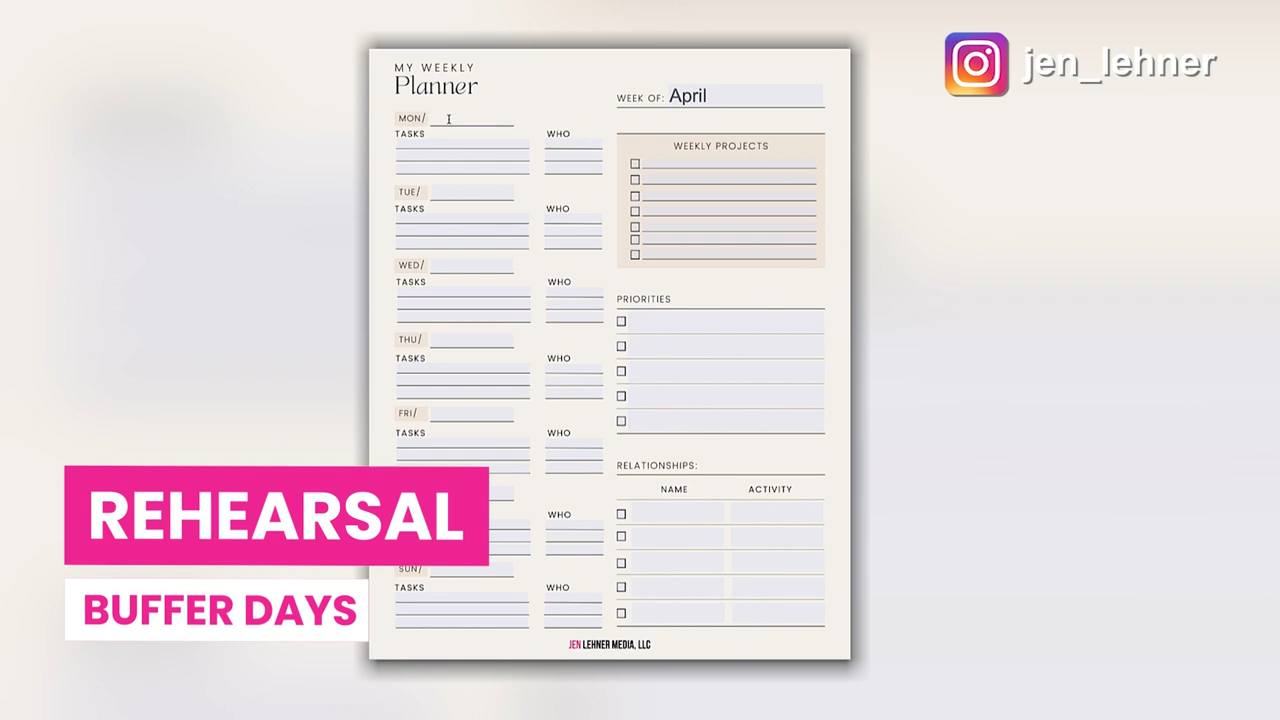 jen_lehner
MY WEEKLY
Planner
WEEK OF: April
MON/
TASKS WHO
TUE/
TASKS WHO
WED/
TASKS WHO
THU/
TASKS WHO
FRI/
TASKS WHO
WHO
SUN/
TASKS WHO
WEEKLY PROJECTS
PRIORITIES
RELATIONSHIPS:
NAME ACTIVITY
JEN LEHNER MEDIA, LLC
REHEARSAL
BUFFER DAYS